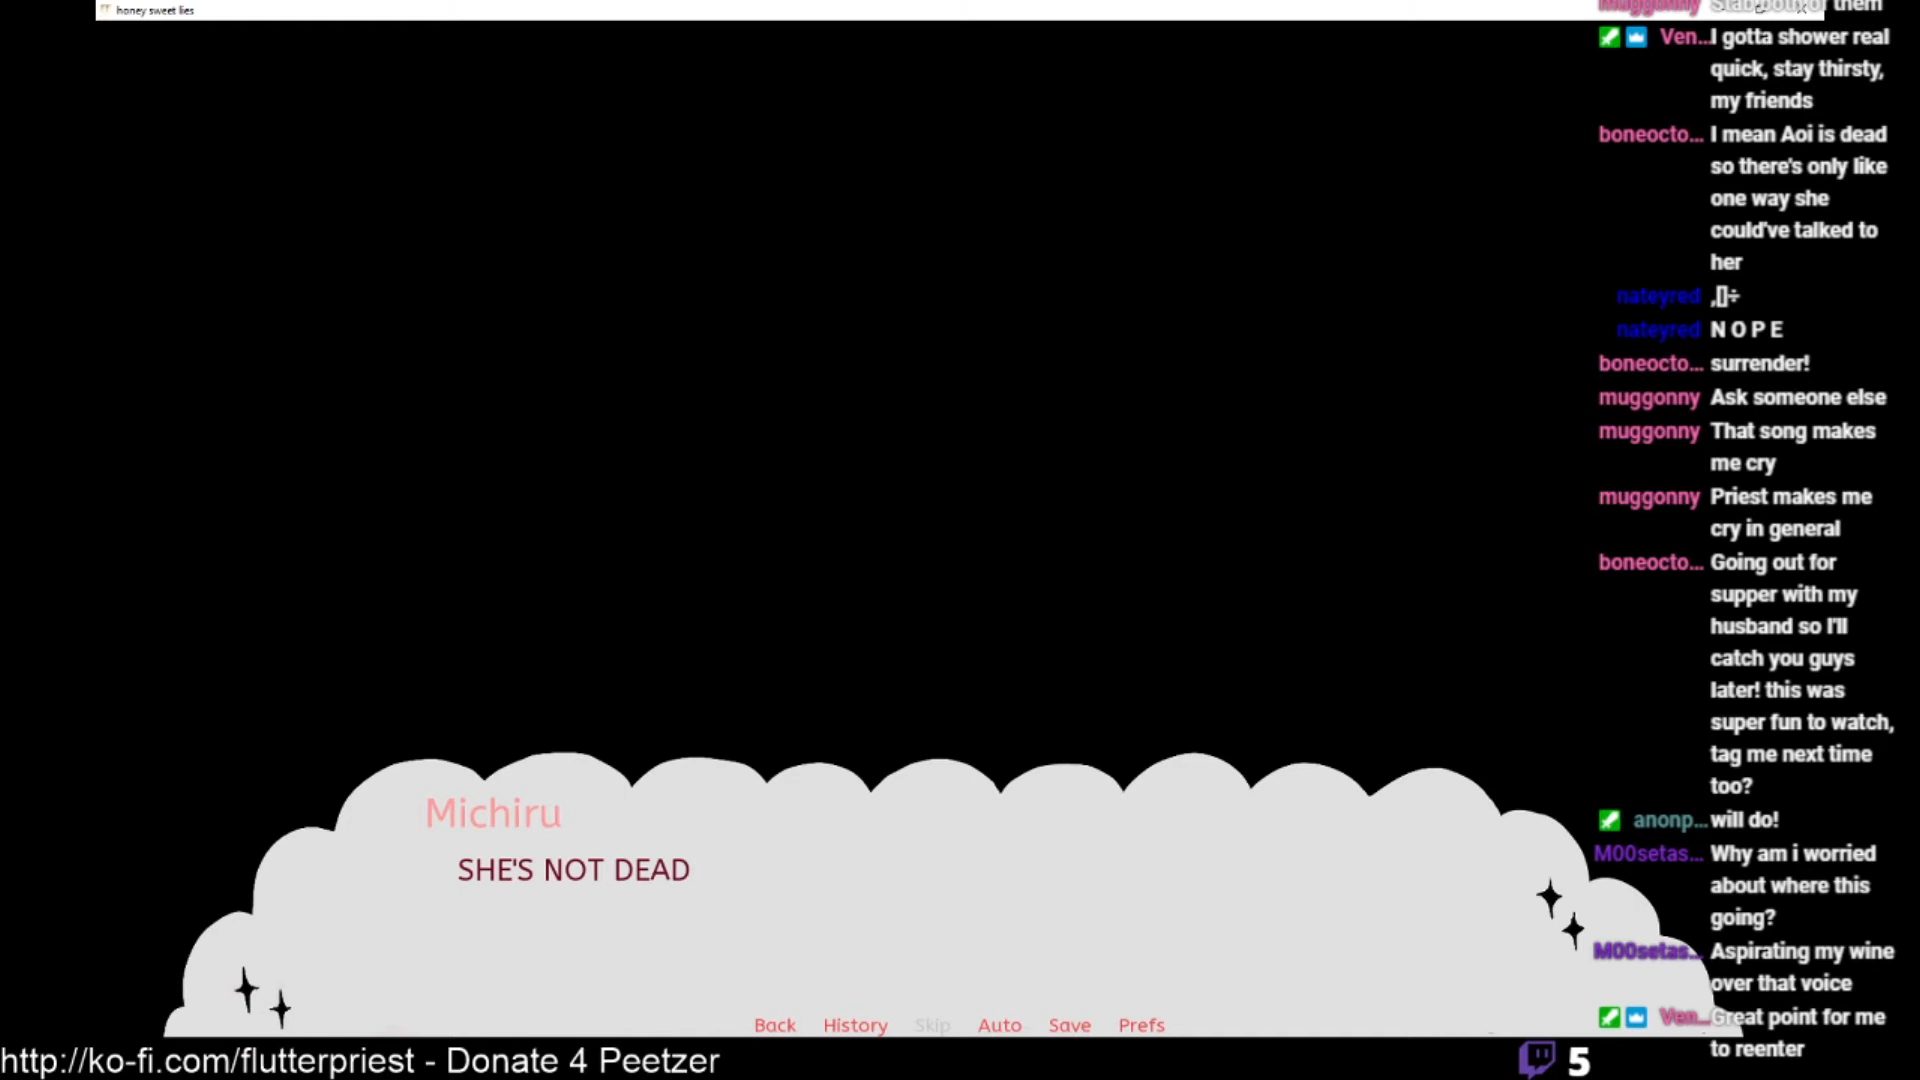 honey sweet lies
muggonny
them
Ven... I gotta shower real
quick, stay thirsty,
my friends
boneocto... I mean Aoi is dead
so there's only like
one way she
could've talked to
her
nateyred ,[]÷
nateyred N O P E
boneocto... surrender!
muggonny Ask someone else
muggonny That song makes
me cry
muggonny Priest makes me
cry in general
boneocto... Going out for
supper with my
husband so I'll
catch you guys
later! this was
super fun to watch,
tag me next time
too?
anonp... will do!
M00setas... Why am i worried
about where this
going?
M00setas... Aspirating my wine
over that voice
Ven... Great point for me
to reenter
Michiru
SHE'S NOT DEAD
Back History Skip Auto Save Prefs
http://ko-fi.com/flutterpriest - Donate 4 Peetzer
5